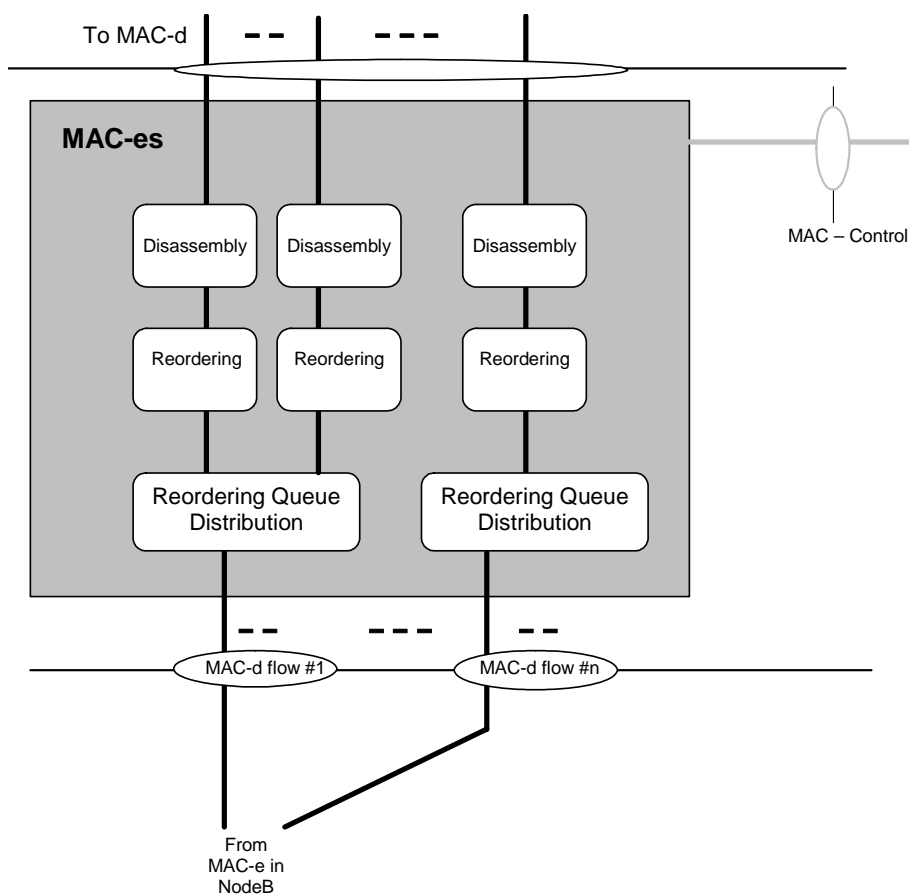 To MAC-d
MAC-es
Disassembly
Disassembly
Disassembly
MAC – Control
Reordering
Reordering
Reordering
Reordering Queue
Distribution
Reordering Queue
Distribution
MAC-d flow #1
MAC-d flow #n
From
MAC-e in
NodeB